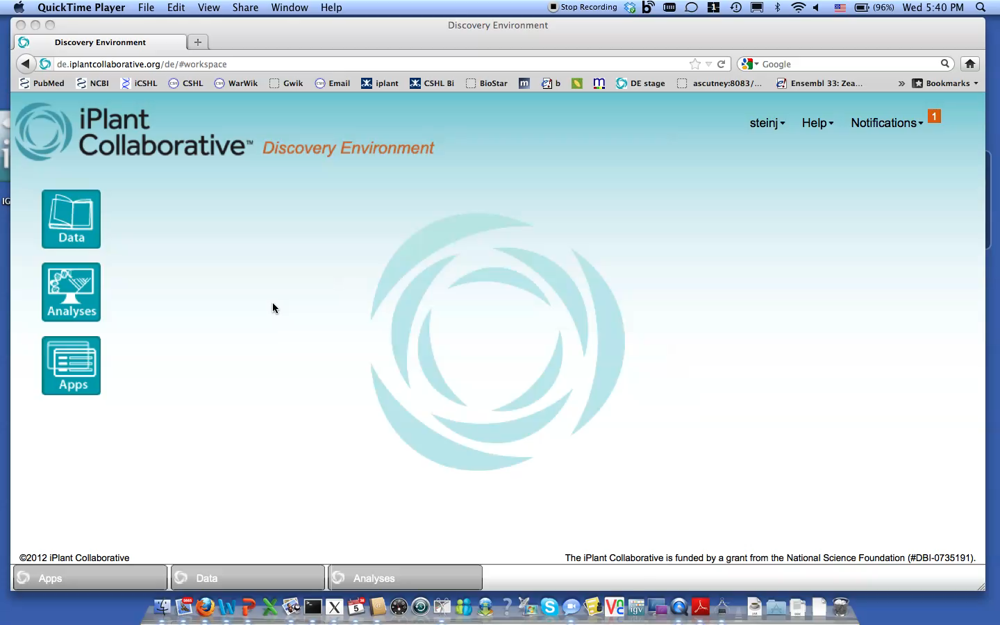 QuickTime Player File Edit View Share Window Help Stop Recording 1 (96%) Wed 5:40 PM
Discovery Environment
Discovery Environment +
de.iplantcollaborative.org/de/#workspace Google
PubMed NCBI iCSHL CSHL WarWik Gwik Email iplant CSHL Bi BioStar m b m DE stage ascutney:8083/... Ensembl 33: Zea... » Bookmarks
iPlant
Collaborative™ Discovery Environment
steinj Help Notifications 1
Data
Analyses
Apps
IG
©2012 iPlant Collaborative The iPlant Collaborative is funded by a grant from the National Science Foundation (#DBI-0735191).
Apps Data Analyses